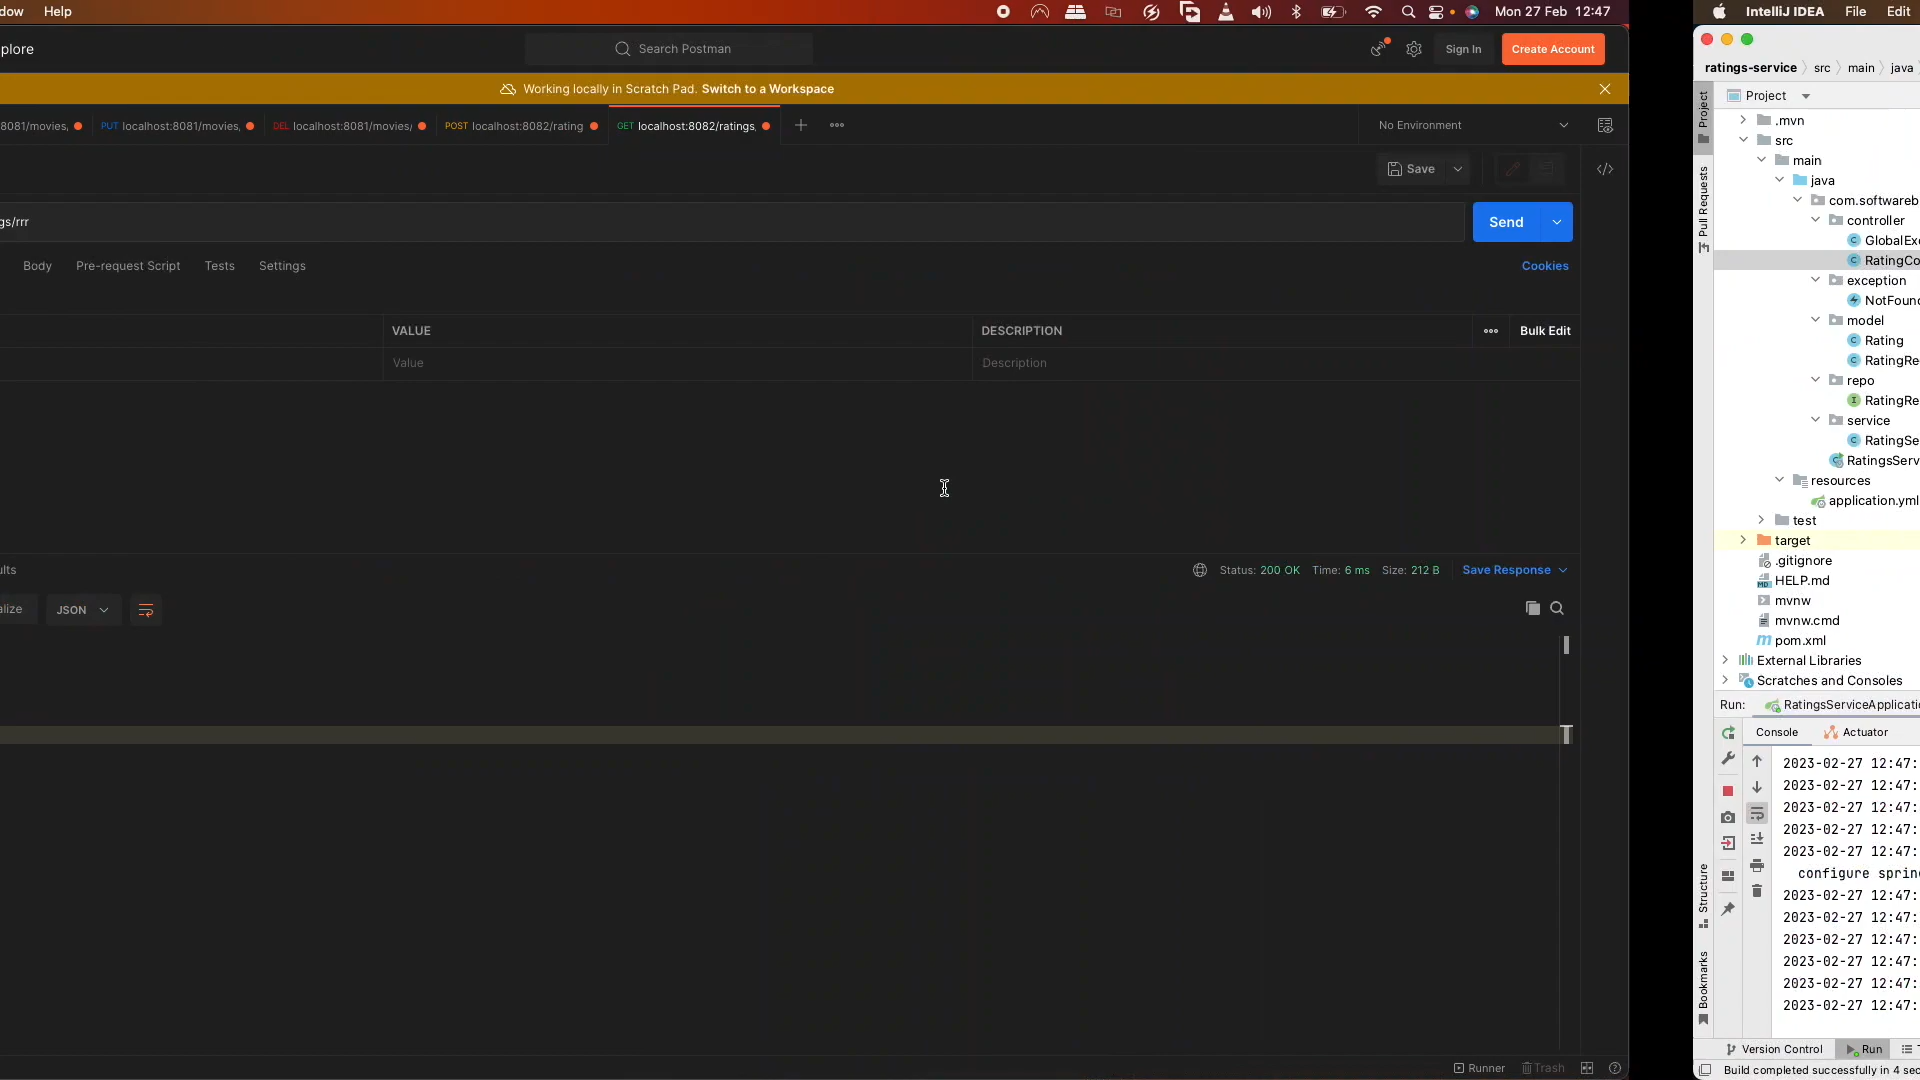 dow Help
Mon 27 Feb 12:47
plore
Search Postman
Sign In
Create Account
Working locally in Scratch Pad. Switch to a Workspace
8081/movies,
PUT localhost:8081/movies,
DEL localhost:8081/movies/
POST localhost:8082/rating
GET localhost:8082/ratings,
No Environment
Save
gs/rrr
Send
Body
Pre-request Script
Tests
Settings
Cookies
VALUE
DESCRIPTION
Bulk Edit
Value
Description
ults
Status: 200 OK Time: 6 ms Size: 212 B
Save Response
alize
JSON
Runner
Trash
IntelliJ IDEA File Edit
ratings-service src main java
Project
Project
Pull Requests
.mvn
src
main
java
com.softwareb
controller
GlobalExc
RatingCo
exception
NotFound
model
Rating
RatingRe
repo
RatingRe
service
RatingSe
RatingsServ
resources
application.yml
test
target
.gitignore
HELP.md
mvnw
mvnw.cmd
pom.xml
External Libraries
Scratches and Consoles
Run: RatingsServiceApplicati
Console
Actuator
2023-02-27 12:47:
2023-02-27 12:47:
2023-02-27 12:47:
2023-02-27 12:47:
2023-02-27 12:47:
configure spring
2023-02-27 12:47:
2023-02-27 12:47:
2023-02-27 12:47:
2023-02-27 12:47:
2023-02-27 12:47:
2023-02-27 12:47:
Structure
Bookmarks
Version Control
Run
Build completed successfully in 4 sec